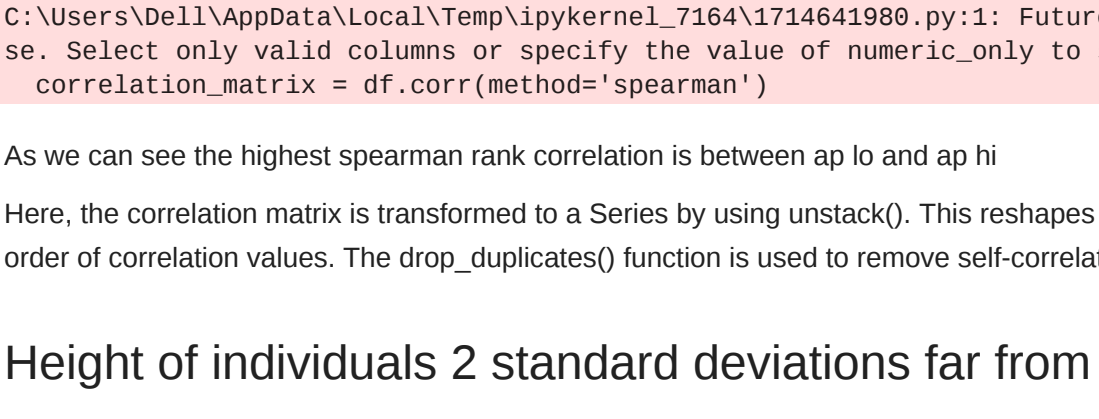 C:\Users\Dell\AppData\Local\Temp\ipykernel_7164\1714641980.py:1: Future
se. Select only valid columns or specify the value of numeric_only to
correlation_matrix = df.corr(method='spearman')
As we can see the highest spearman rank correlation is between ap lo and ap hi
Here, the correlation matrix is transformed to a Series by using unstack(). This reshapes
order of correlation values. The drop_duplicates() function is used to remove self-correlat
Height of individuals 2 standard deviations far from